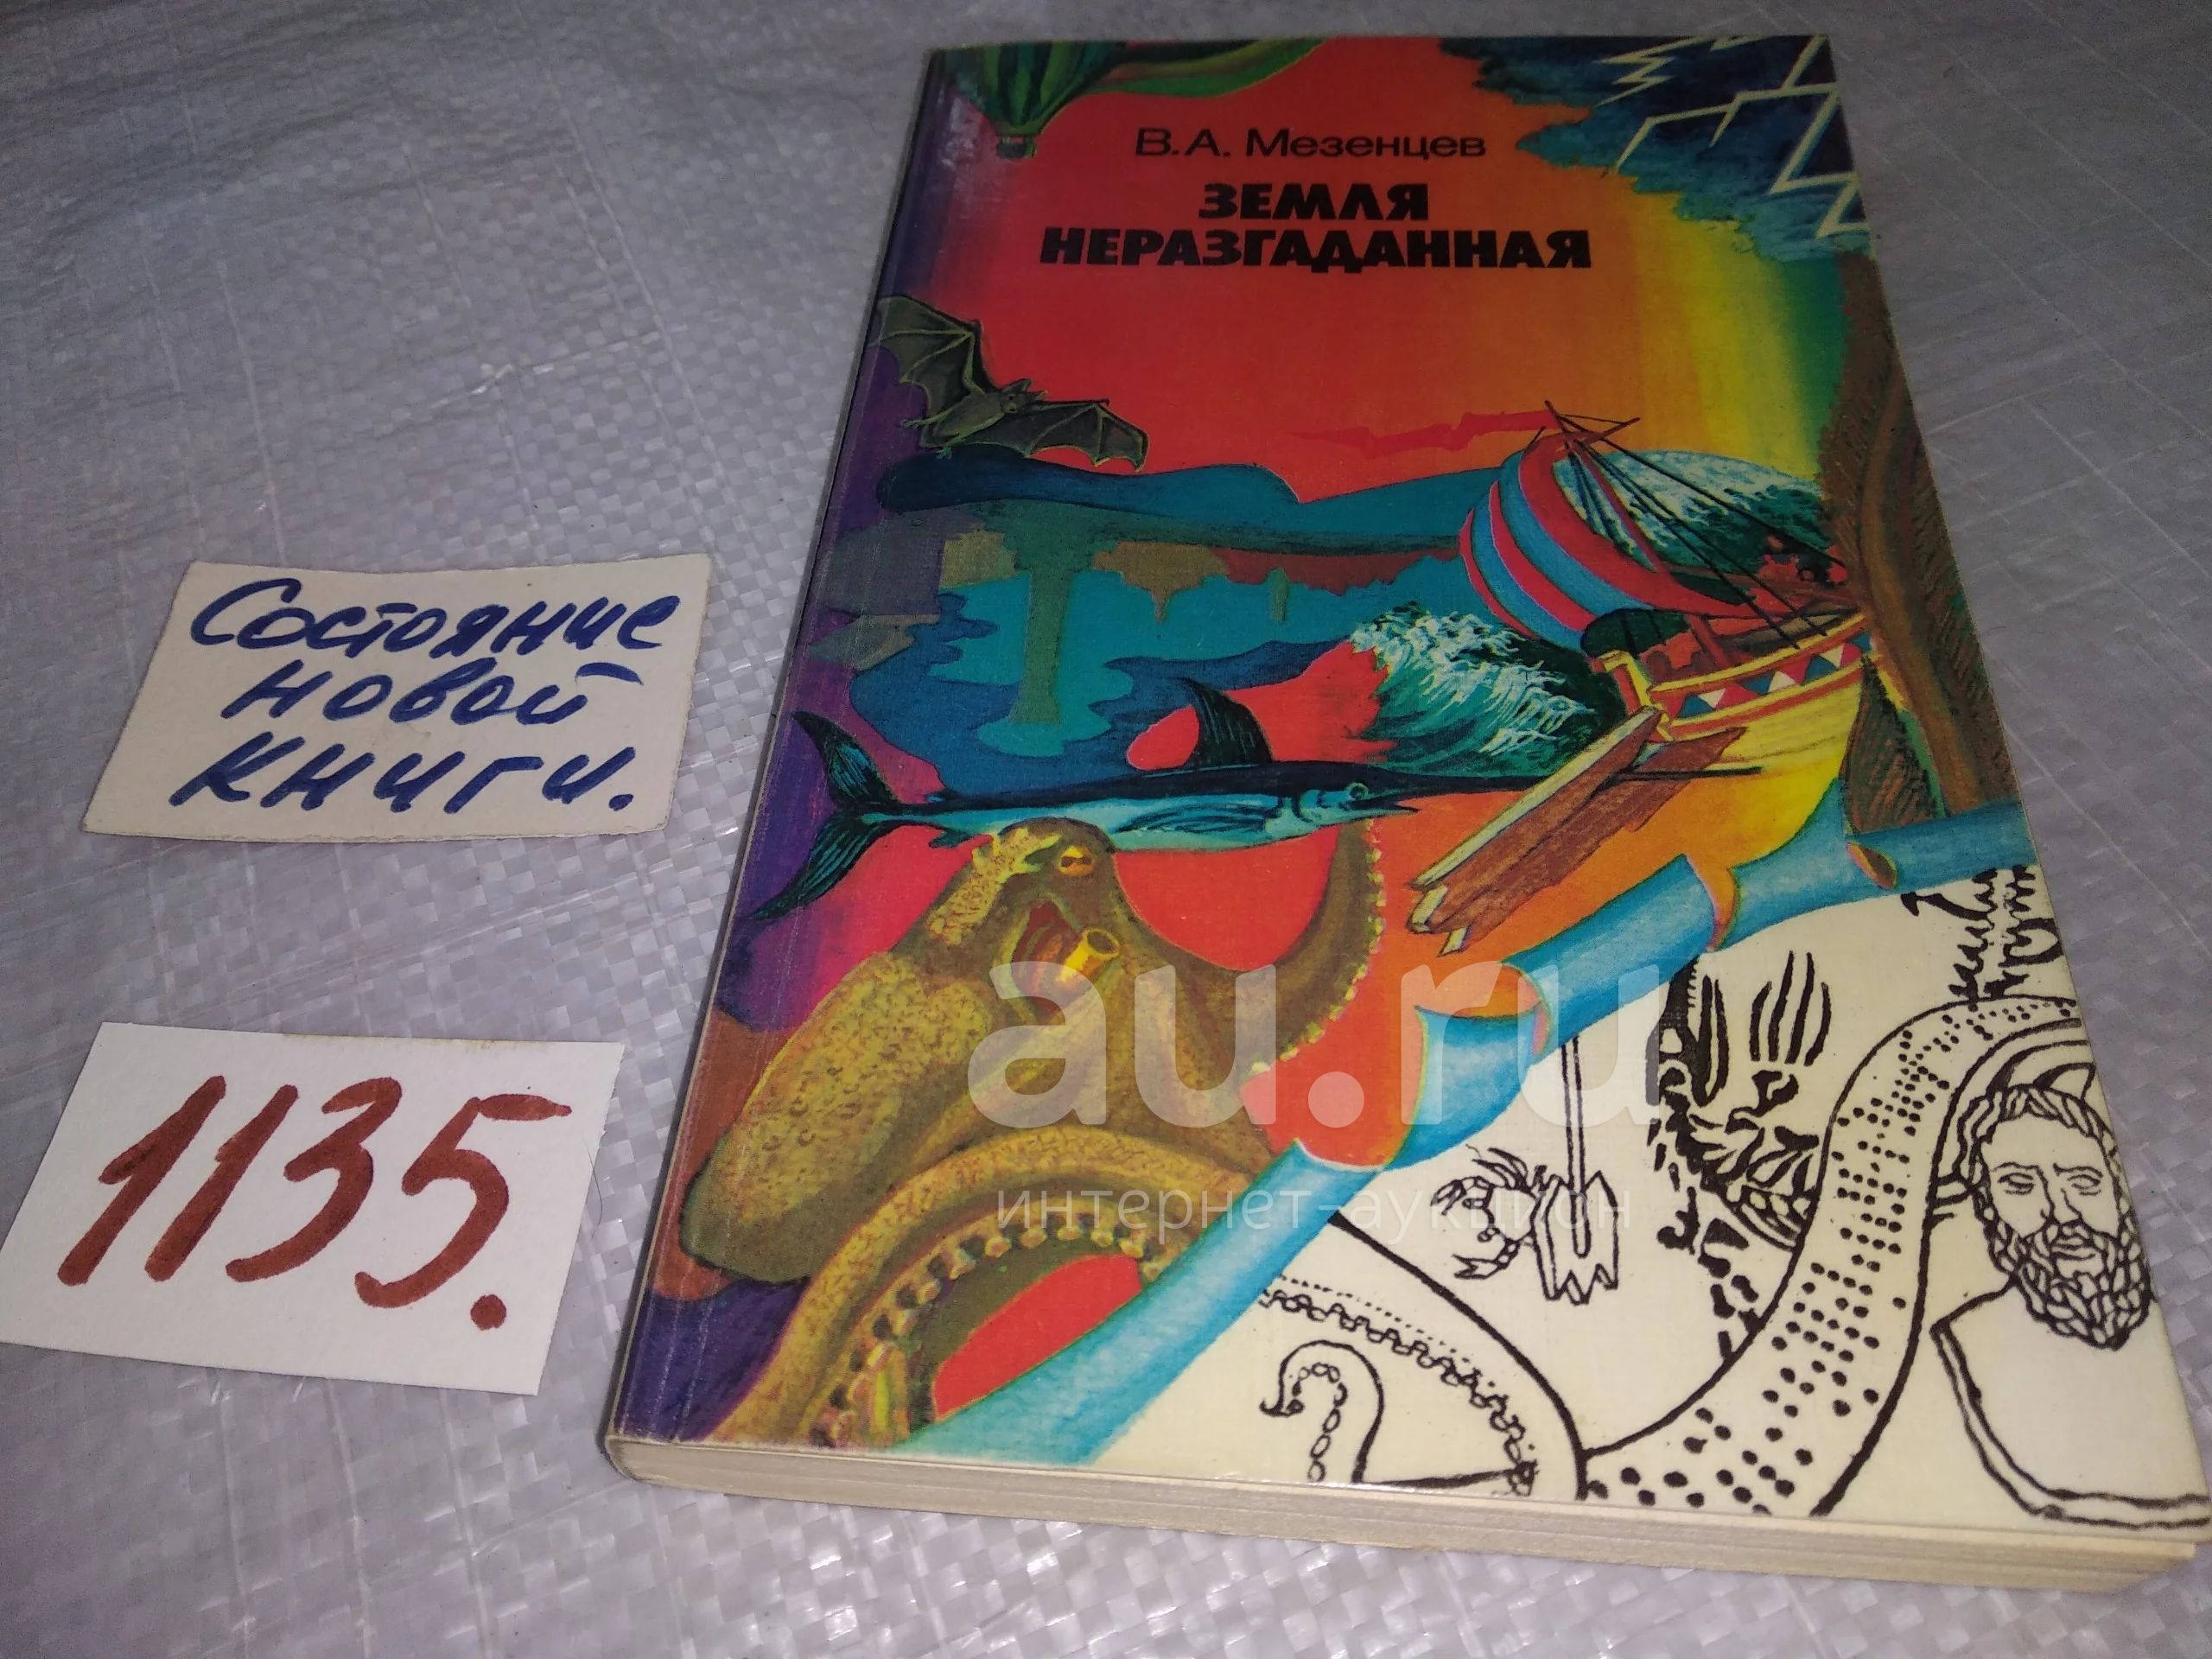 В.А. Мезенцев
ЗЕМЛЯ
НЕРАЗГАДАННАЯ
Состояние
новой
книги.
1135.
au.ru
интернет-аукцион